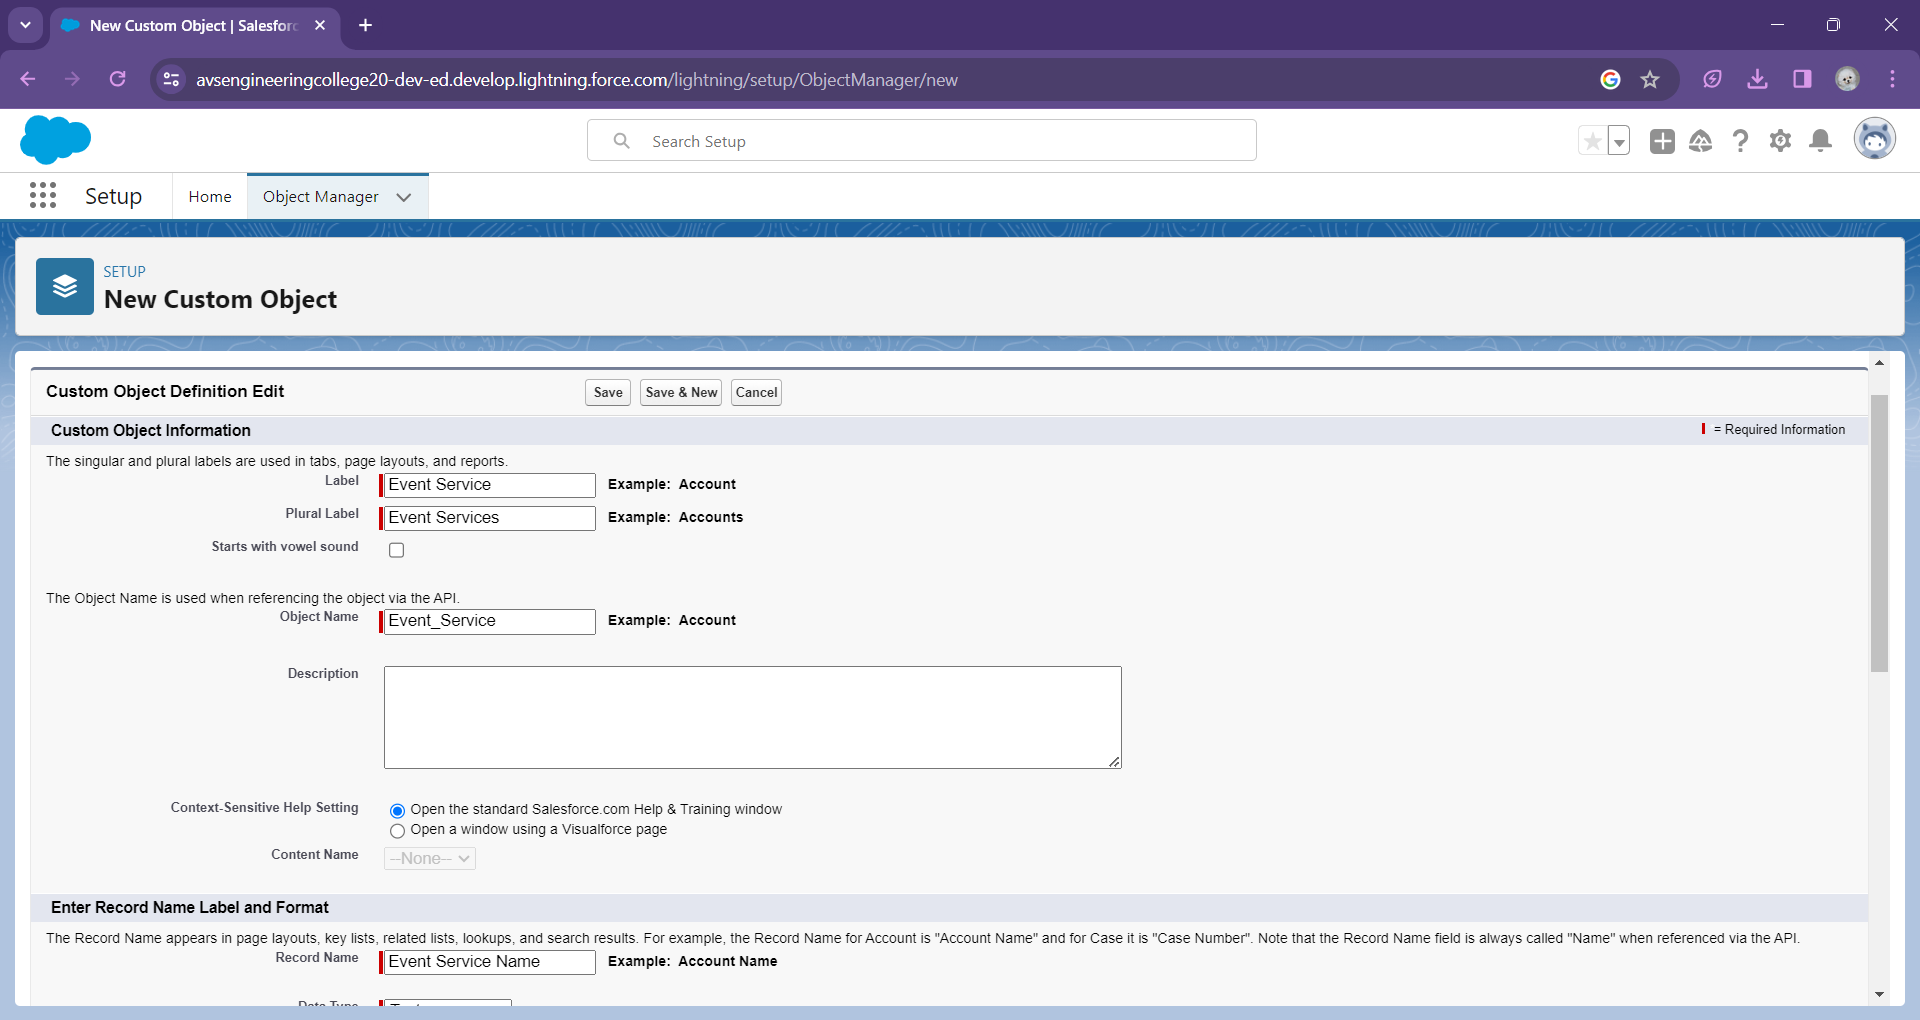 New Custom Object | Salesforc
avsengineeringcollege20-dev-ed.develop.lightning.force.com/lightning/setup/ObjectManager/new
Search Setup
Setup
Home
Object Manager
SETUP
New Custom Object
Custom Object Definition Edit
Save
Save & New
Cancel
Custom Object Information
= Required Information
The singular and plural labels are used in tabs, page layouts, and reports.
Label
Event Service
Example: Account
Plural Label
Event Services
Example: Accounts
Starts with vowel sound
The Object Name is used when referencing the object via the API.
Object Name
Event_Service
Example: Account
Description
Context-Sensitive Help Setting
Open the standard Salesforce.com Help & Training window
Open a window using a Visualforce page
Content Name
--None--
Enter Record Name Label and Format
The Record Name appears in page layouts, key lists, related lists, lookups, and search results. For example, the Record Name for Account is "Account Name" and for Case it is "Case Number". Note that the Record Name field is always called "Name" when referenced via the API.
Record Name
Event Service Name
Example: Account Name
Data Type